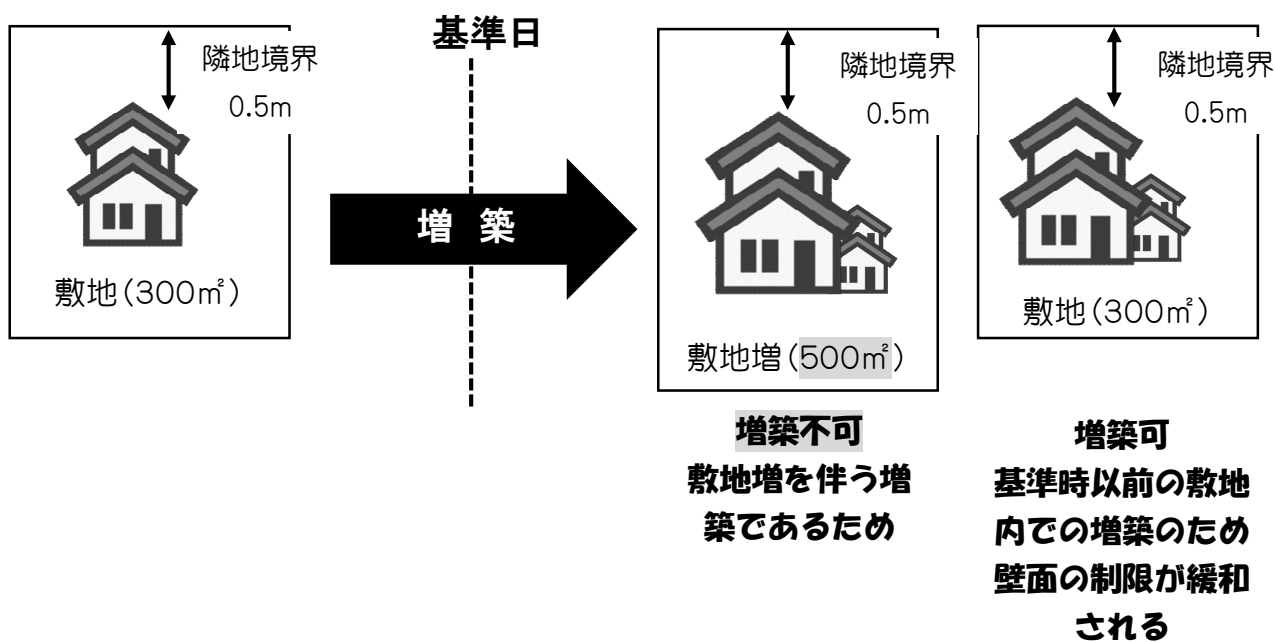 隣地境界
0.5m
敷地（300㎡）
基準日
増 築
隣地境界
0.5m
敷地増（500㎡）
増築不可
敷地増を伴う増
築であるため
隣地境界
0.5m
敷地（300㎡）
増築可
基準時以前の敷地
内での増築のため
壁面の制限が緩和
される